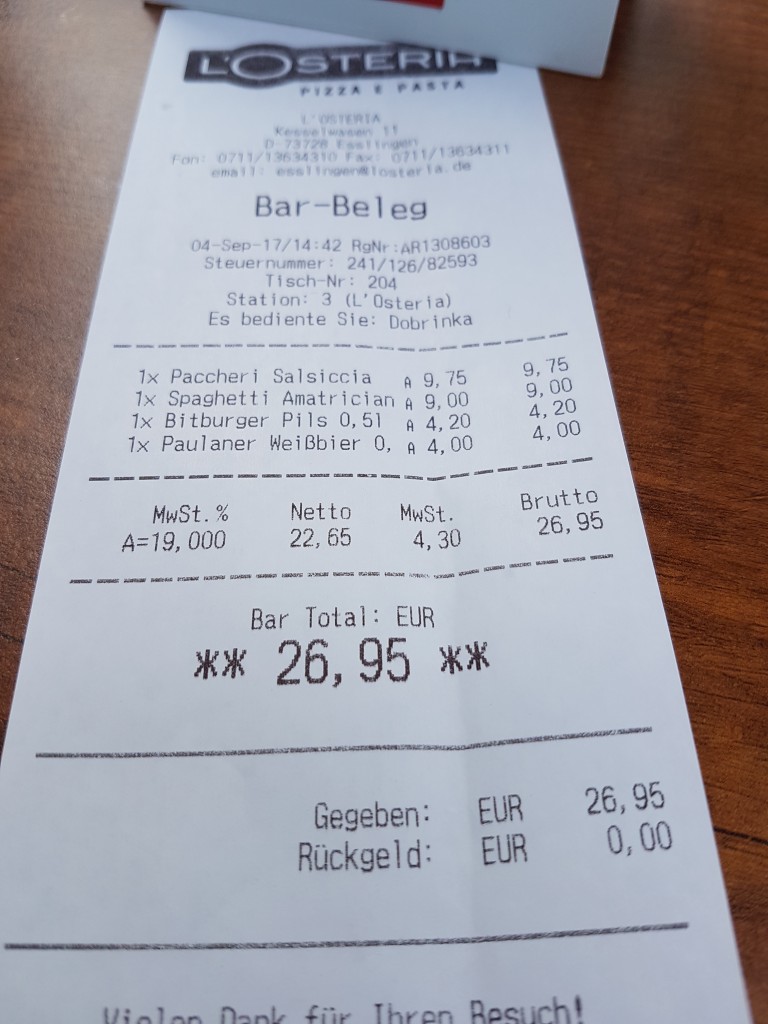 L'OSTERIA
PIZZA E PASTA
L'OSTERIA
Kesselwasen 11
D-73728 Esslingen
Fon: 0711/13634310 Fax: 0711/13634311
email: esslingen@losteria.de
Bar-Beleg
04-Sep-17/14:42 RgNr:AR1308603
Steuernummer: 241/126/82593
Tisch-Nr: 204
Station: 3 (L'Osteria)
Es bediente Sie: Dobrinka
1x Paccheri Salsiccia A 9,75 9,75
1x Spaghetti Amatrician A 9,00 9,00
1x Bitburger Pils 0,5l A 4,20 4,20
1x Paulaner Weißbier 0, A 4,00 4,00
MwSt.% Netto MwSt. Brutto
A=19,000 22,65 4,30 26,95
Bar Total: EUR
** 26,95 **
Gegeben: EUR 26,95
Rückgeld: EUR 0,00
Vielen Dank für Ihren Besuch!